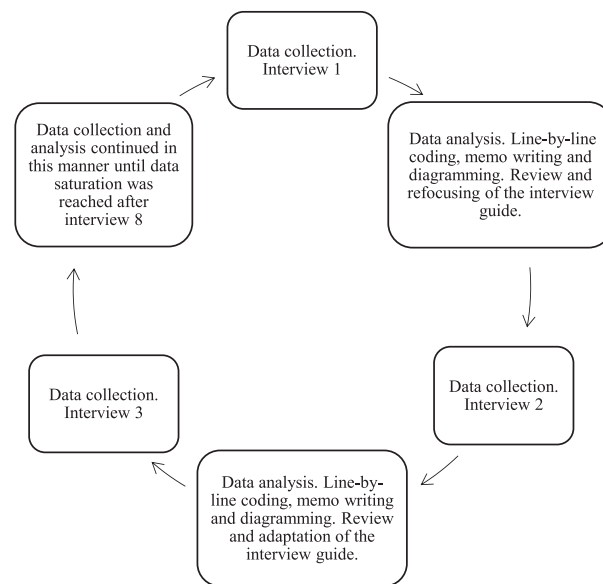 Data collection.
Interview 1
Data analysis. Line-by-line
coding, memo writing and
diagramming. Review and
refocusing of the interview
guide.
Data collection.
Interview 2
Data analysis. Line-by-
line coding, memo writing
and diagramming. Review
and adaptation of the
interview guide.
Data collection.
Interview 3
Data collection and
analysis continued in
this manner until data
saturation was
reached after
interview 8